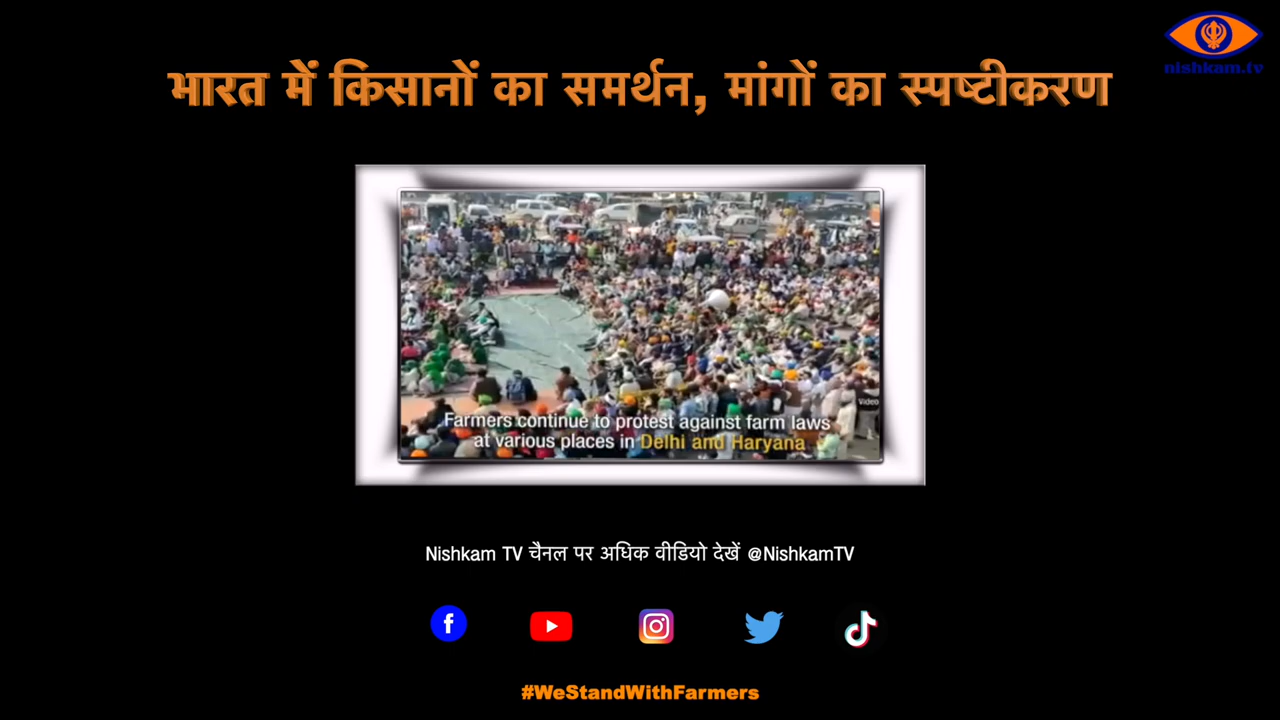 nishkam.tv
भारत में किसानों का समर्थन, मांगों का स्पष्टीकरण
Video
Farmers continue to protest against farm laws
at various places in Delhi and Haryana
Nishkam TV चैनल पर अधिक वीडियो देखें @NishkamTV
#WeStandWithFarmers